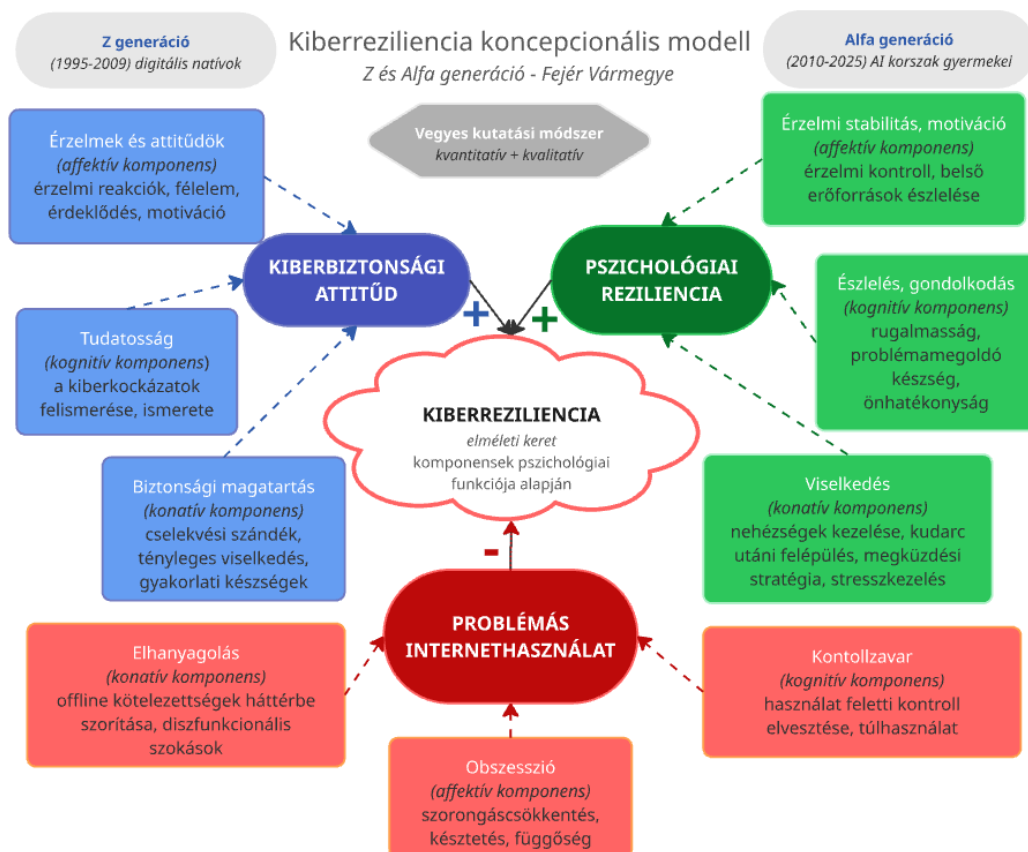 Z generáció
(1995-2009) digitális natívok
Kiberreziliencia koncepcionális modell
Z és Alfa generáció - Fejér Vármegye
Alfa generáció
(2010-2025) AI korszak gyermekei
Vegyes kutatási módszer
kvantitatív + kvalitatív
Érzelmek és attitűdök
(affektív komponens)
érzelmi reakciók, félelem,
érdeklődés, motiváció
Érzelmi stabilitás, motiváció
(affektív komponens)
érzelmi kontroll, belső
erőforrások észlelése
KIBERBIZTONSÁGI
ATTITŰD
PSZICHOLÓGIAI
REZILIENCIA
+
+
Tudatosság
(kognitív komponens)
a kiberkockázatok
felismerése, ismerete
Észlelés, gondolkodás
(kognitív komponens)
rugalmasság,
problémamegoldó
készség,
önhatékonyság
KIBERREZILIENCIA
elméleti keret
komponensek pszichológiai
funkciója alapján
Biztonsági magatartás
(konatív komponens)
cselekvési szándék,
tényleges viselkedés,
gyakorlati készségek
Viselkedés
(konatív komponens)
nehézségek kezelése, kudarc
utáni felépülés, megküzdési
stratégia, stresszkezelés
-
PROBLÉMÁS
INTERNETHASZNÁLAT
Elhanyagolás
(konatív komponens)
offline kötelezettségek háttérbe
szorítása, diszfunkcionális
szokások
Kontollzavar
(kognitív komponens)
használat feletti kontroll
elvesztése, túlhasználat
Obszesszió
(affektív komponens)
szorongáscsökkentés,
késztetés, függőség